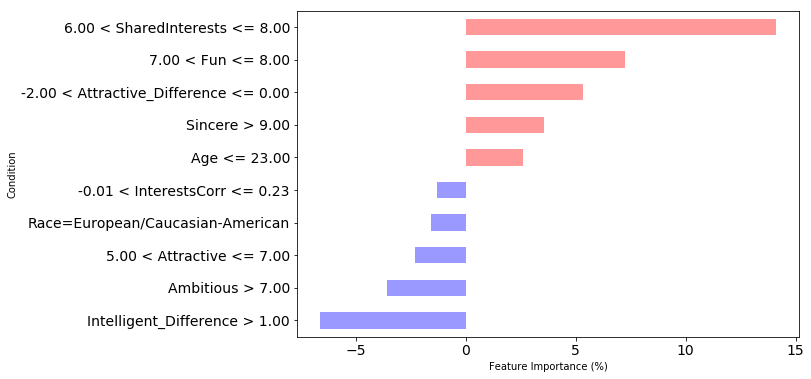 6.00 < SharedInterests <= 8.00
7.00 < Fun <= 8.00
-2.00 < Attractive_Difference <= 0.00
Sincere > 9.00
Age <= 23.00
-0.01 < InterestsCorr <= 0.23
Race=European/Caucasian-American
5.00 < Attractive <= 7.00
Ambitious > 7.00
Intelligent_Difference > 1.00
Condition
−5 0 5 10 15
Feature Importance (%)